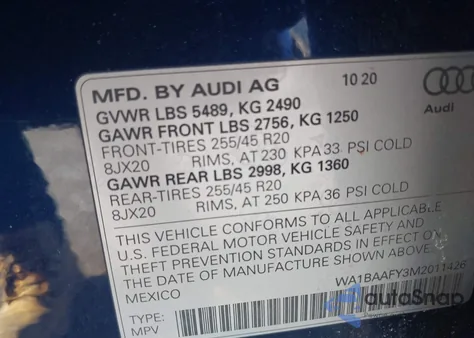 MFD. BY AUDI AG 10 20
GVWR LBS 5489, KG 2490
GAWR FRONT LBS 2756, KG 1250
FRONT-TIRES 255/45 R20
8JX20 RIMS, AT 230 KPA 33 PSI COLD
GAWR REAR LBS 2998, KG 1360
REAR-TIRES 255/45 R20
8JX20 RIMS, AT 250 KPA 36 PSI COLD
Audi
THIS VEHICLE CONFORMS TO ALL APPLICABLE
U.S. FEDERAL MOTOR VEHICLE SAFETY AND
THEFT PREVENTION STANDARDS IN EFFECT ON
THE DATE OF MANUFACTURE SHOWN ABOVE.
MEXICO WA1BAAFY3M2011426
TYPE:
MPV
autoSnap